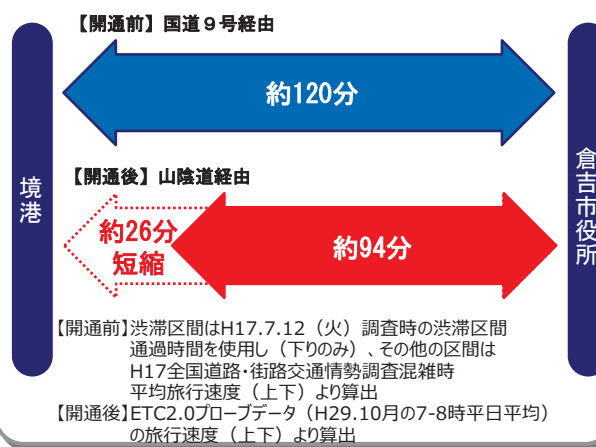 【開通前】国道９号経由
約120分
【開通後】山陰道経由
境港
倉吉市役所
約26分
短縮
約94分
【開通前】渋滞区間はH17.7.12（火）調査時の渋滞区間
通過時間を使用し（下りのみ）、その他の区間は
H17全国道路・街路交通情勢調査混雑時
平均旅行速度（上下）より算出
【開通後】ETC2.0プローブデータ（H29.10月の7-8時平日平均）
の旅行速度（上下）より算出